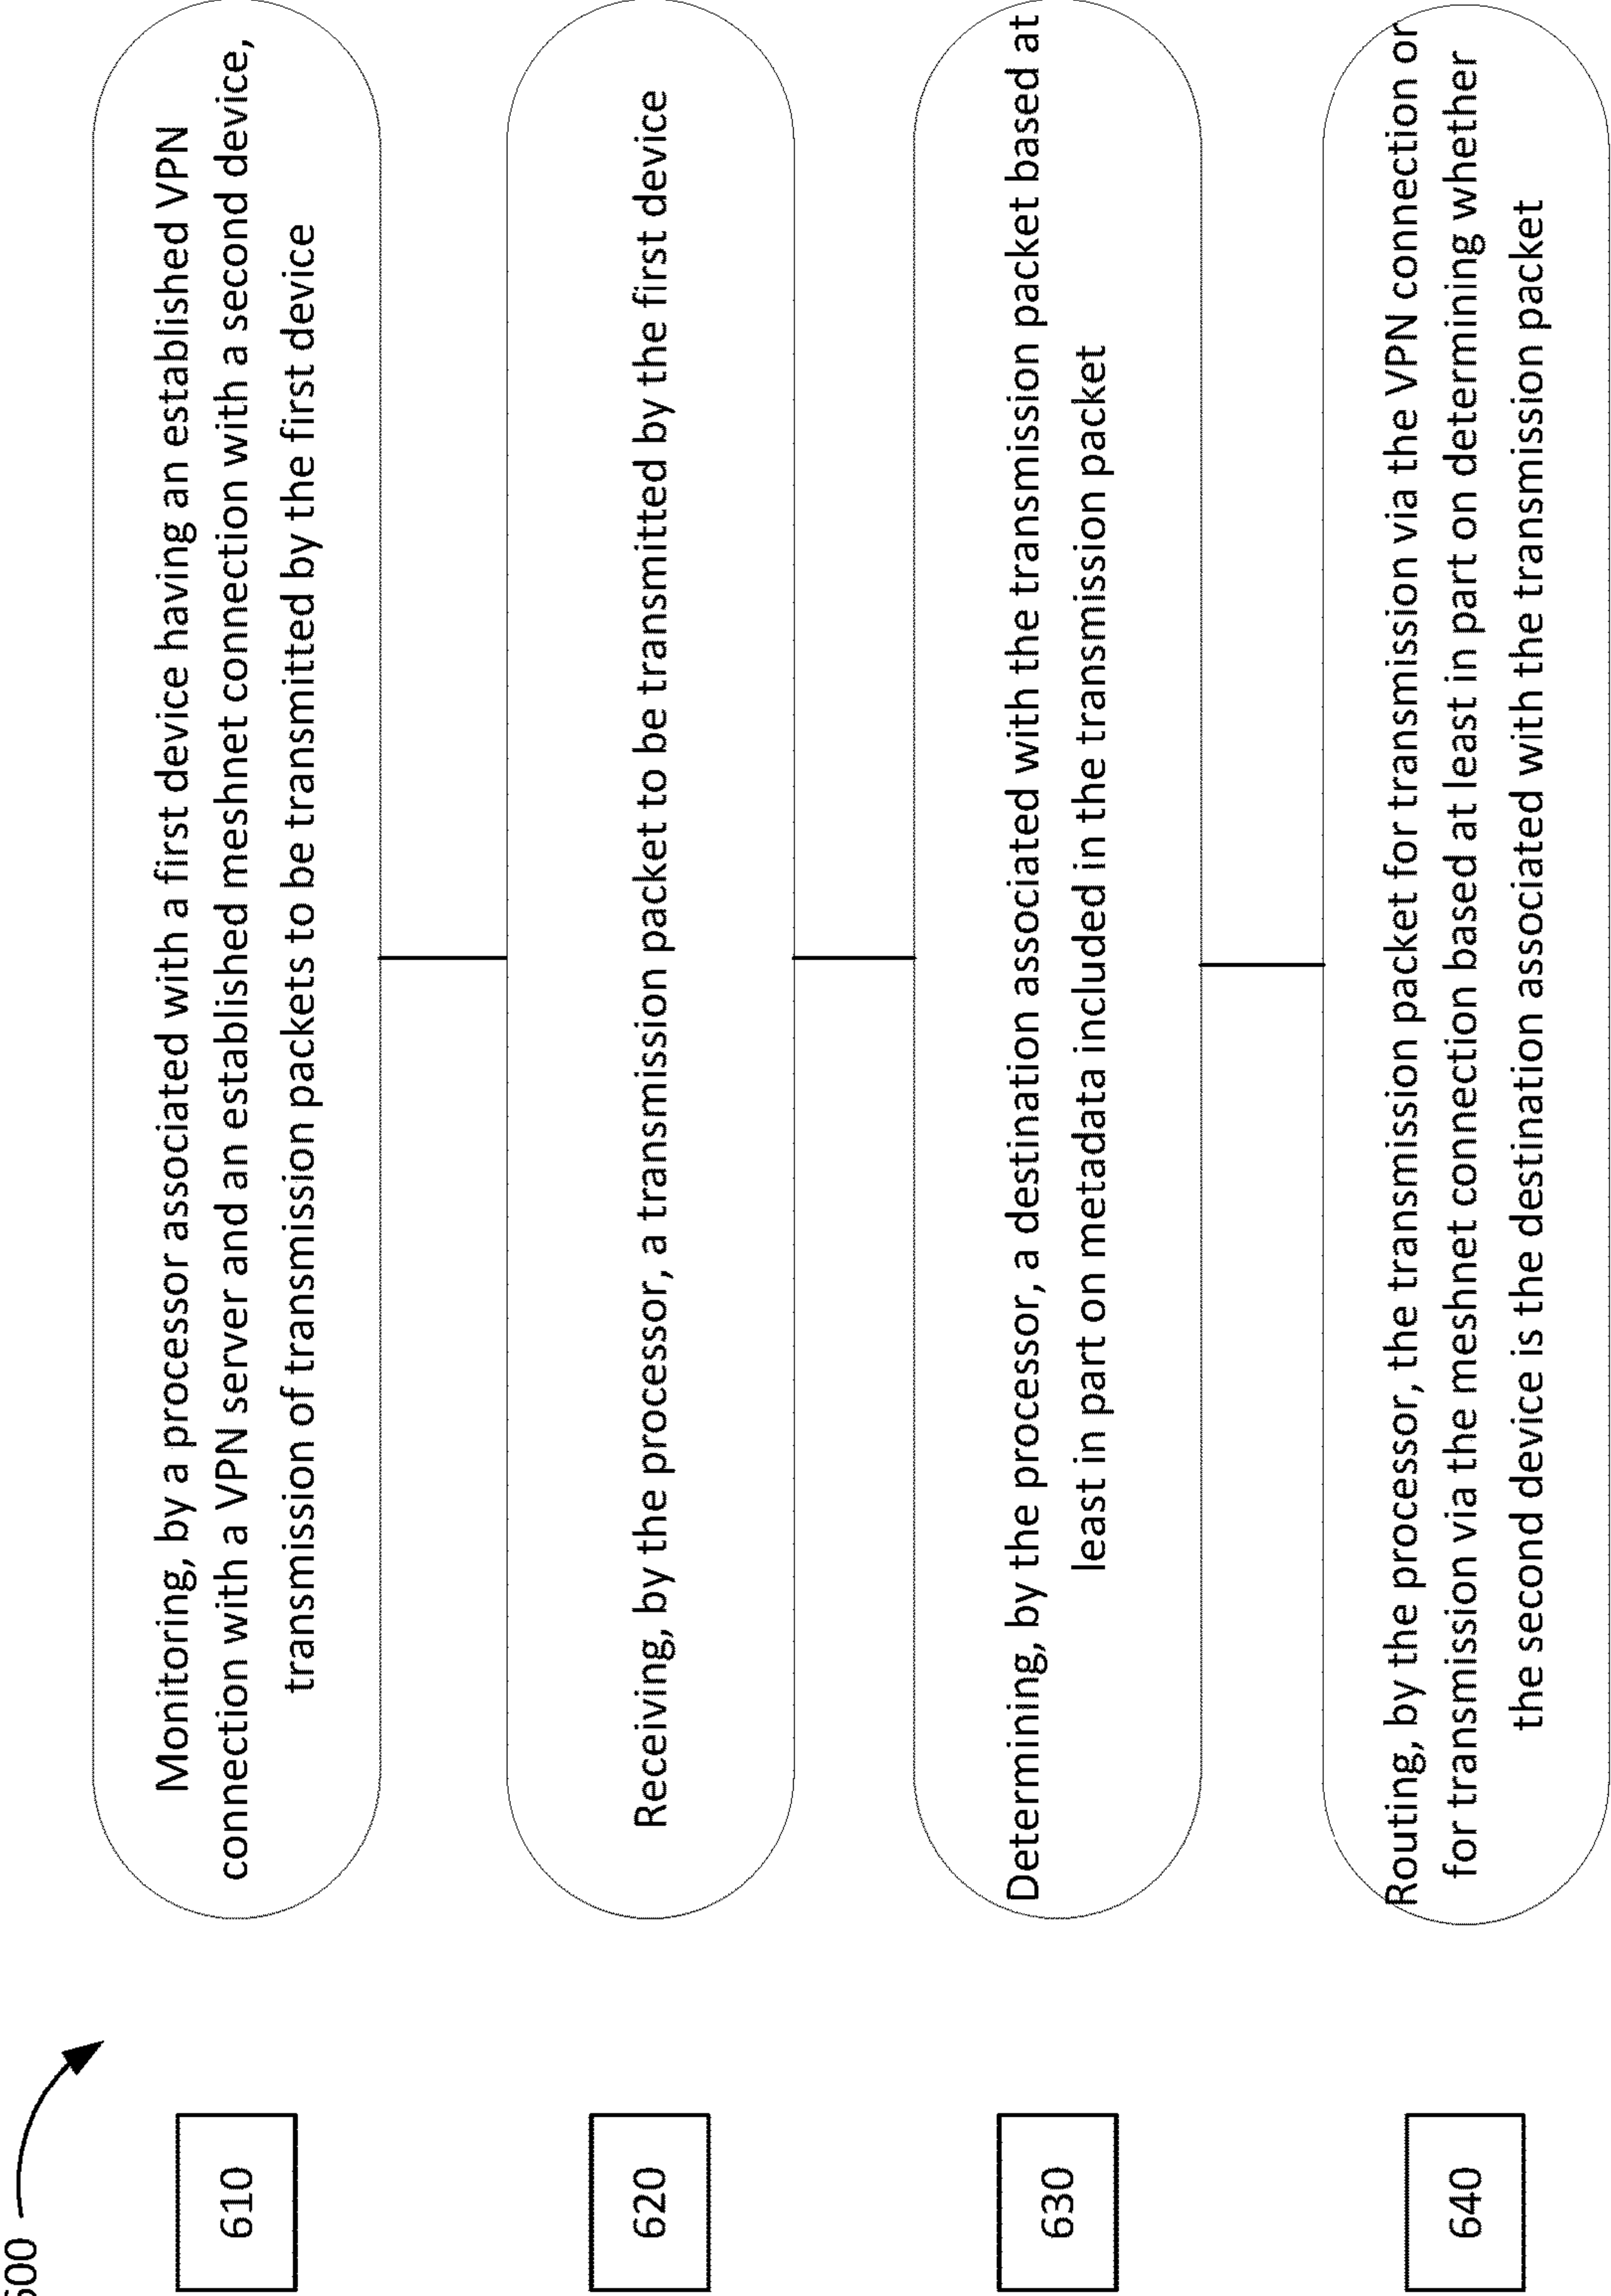 600
610
Monitoring, by a processor associated with a first device having an established VPN
connection with a VPN server and an established meshnet connection with a second device,
transmission of transmission packets to be transmitted by the first device
620
Receiving, by the processor, a transmission packet to be transmitted by the first device
630
Determining, by the processor, a destination associated with the transmission packet based at
least in part on metadata included in the transmission packet
640
Routing, by the processor, the transmission packet for transmission via the VPN connection or
for transmission via the meshnet connection based at least in part on determining whether
the second device is the destination associated with the transmission packet